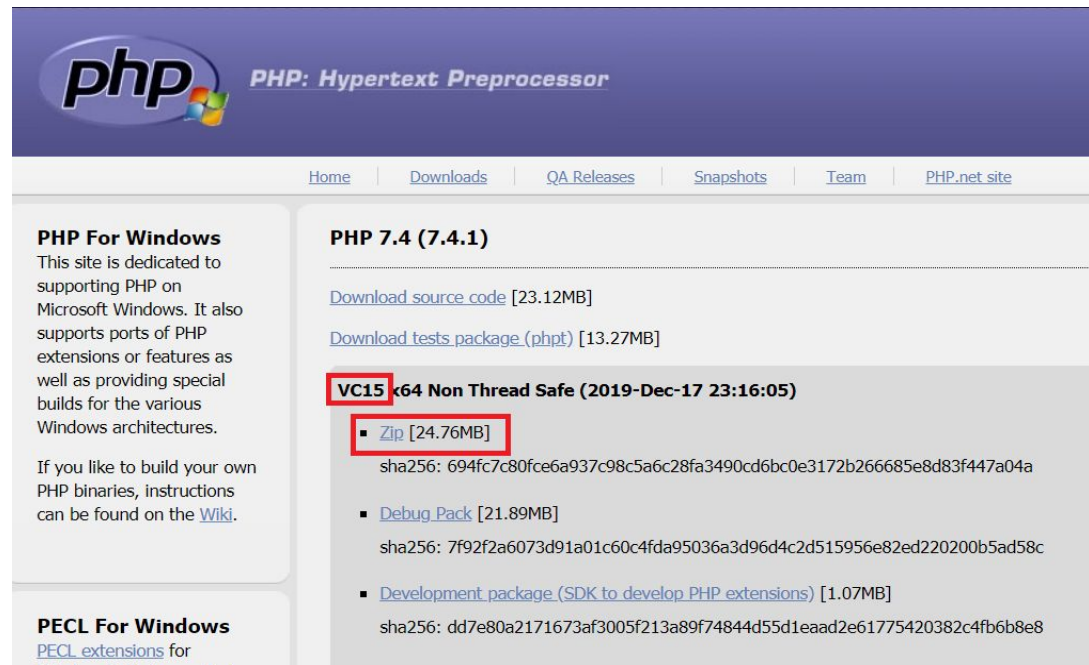 php
PHP: Hypertext Preprocessor
Home
Downloads
QA Releases
Snapshots
Team
PHP.net site
PHP For Windows
This site is dedicated to
supporting PHP on
Microsoft Windows. It also
supports ports of PHP
extensions or features as
well as providing special
builds for the various
Windows architectures.
If you like to build your own
PHP binaries, instructions
can be found on the Wiki.
PECL For Windows
PECL extensions for
PHP 7.4 (7.4.1)
Download source code [23.12MB]
Download tests package (phpt) [13.27MB]
VC15 x64 Non Thread Safe (2019-Dec-17 23:16:05)
Zip [24.76MB]
sha256: 694fc7c80fce6a937c98c5a6c28fa3490cd6bc0e3172b266685e8d83f447a04a
Debug Pack [21.89MB]
sha256: 7f92f2a6073d91a01c60c4fda95036a3d96d4c2d515956e82ed220200b5ad58c
Development package (SDK to develop PHP extensions) [1.07MB]
sha256: dd7e80a2171673af3005f213a89f74844d55d1eaad2e61775420382c4fb6b8e8